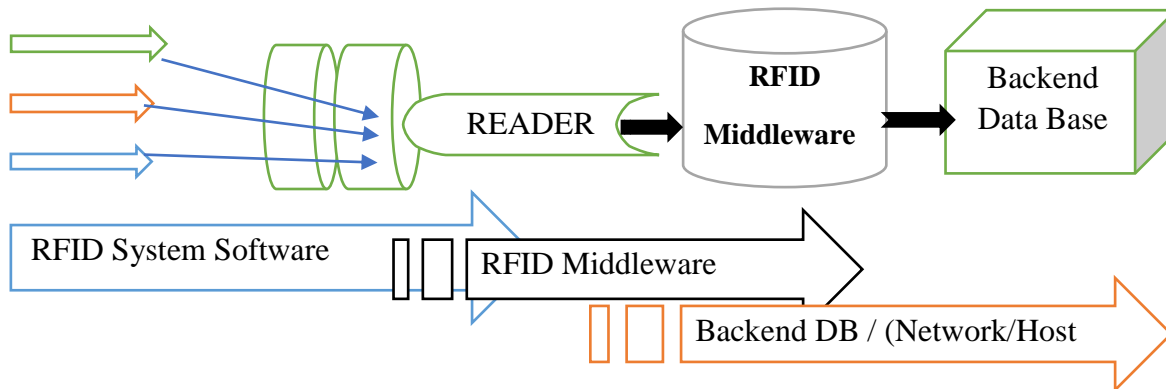 READER
RFID
Middleware
Backend
Data Base
RFID System Software
RFID Middleware
Backend DB / (Network/Host